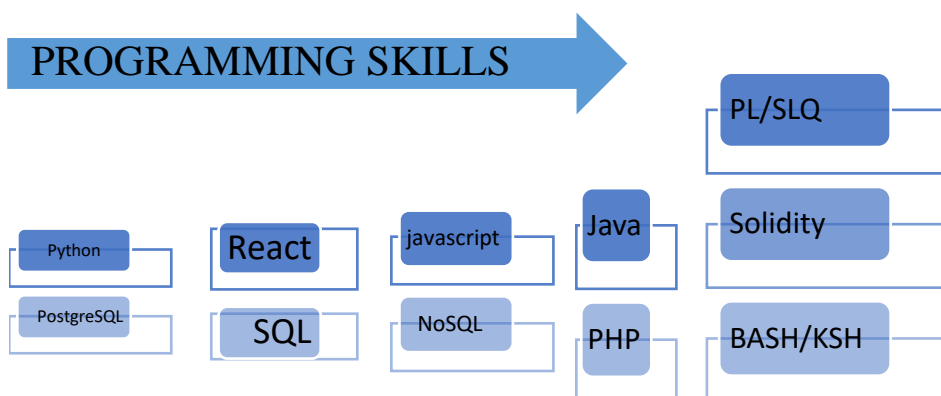 PROGRAMMING SKILLS
PL/SLQ
Python
React
javascript
Java
Solidity
PostgreSQL
SQL
NoSQL
PHP
BASH/KSH